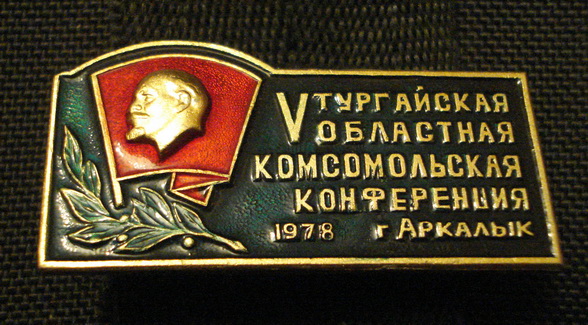 V ТУРГАЙСКАЯ
ОБЛАСТНАЯ
КОМСОМОЛЬСКАЯ
КОНФЕРЕНЦИЯ
1978 г АРКАЛЫК